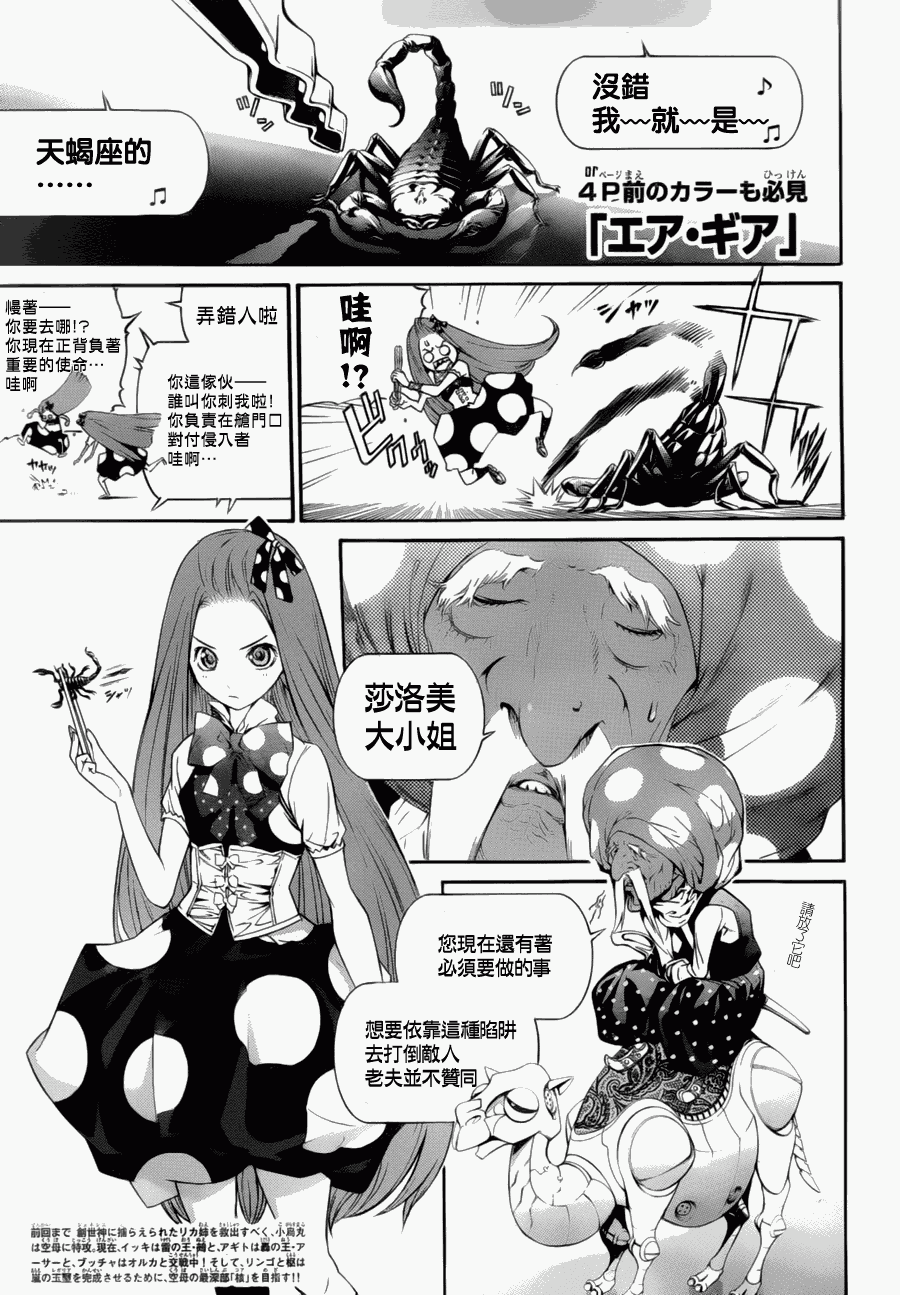 沒錯
我～就～是～
天蠍座的
……
4P前のカラーも必見
「エア・ギア」
哇啊!?
弄錯人啦
你這傢伙──
誰叫你刺我啦!
你負責在艙門口
對付侵入者
哇啊…
慢著──
你要去哪!?
你現在正背負著
重要的使命…
哇啊
莎洛美
大小姐
請放了它吧
您現在還有著
必須要做的事
想要依靠這種陷阱
去打倒敵人
老夫並不贊同
前回まで 創世神に捕らえられたリカ姉を救出すべく、小烏丸
は空母に特攻。現在、イッキは雷の王・鵺と、アギトは轟の王・ア
ーサーと、ブッチャはオルカと交戦中！そして、リンゴと枢は
嵐の玉璽を完成させるために、空母の最深部「核」を目指す!!